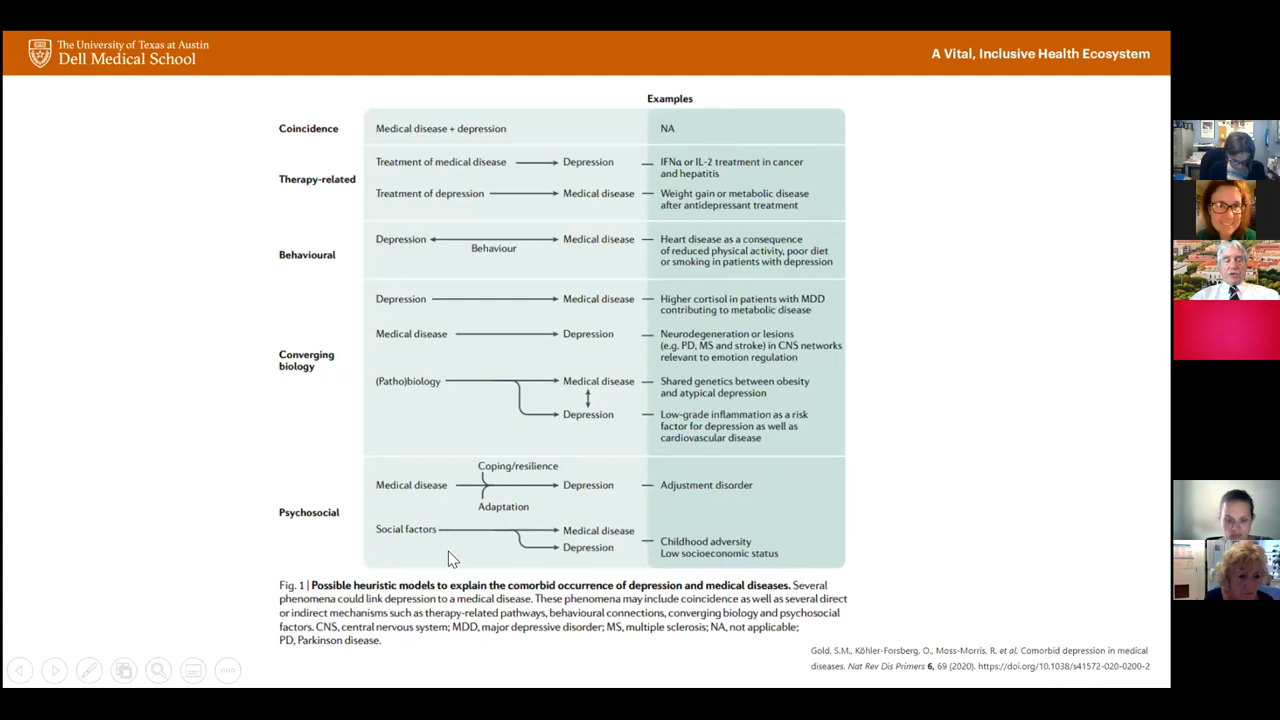 The University of Texas at Austin
Dell Medical School
A Vital, Inclusive Health Ecosystem
Examples
Coincidence
Medical disease + depression
NA
Therapy-related
Treatment of medical disease
Depression
IFNα or IL-2 treatment in cancer
and hepatitis
Treatment of depression
Medical disease
Weight gain or metabolic disease
after antidepressant treatment
Behavioural
Depression
Behaviour
Medical disease
Heart disease as a consequence
of reduced physical activity, poor diet
or smoking in patients with depression
Converging
biology
Depression
Medical disease
Higher cortisol in patients with MDD
contributing to metabolic disease
Medical disease
Depression
Neurodegeneration or lesions
(e.g. PD, MS and stroke) in CNS networks
relevant to emotion regulation
(Patho)biology
Medical disease
Shared genetics between obesity
and atypical depression
Depression
Low-grade inflammation as a risk
factor for depression as well as
cardiovascular disease
Psychosocial
Coping/resilience
Medical disease
Depression
Adjustment disorder
Adaptation
Social factors
Medical disease
Depression
Childhood adversity
Low socioeconomic status
Fig. 1 | Possible heuristic models to explain the comorbid occurrence of depression and medical diseases. Several
phenomena could link depression to a medical disease. These phenomena may include coincidence as well as several direct
or indirect mechanisms such as therapy-related pathways, behavioural connections, converging biology and psychosocial
factors. CNS, central nervous system; MDD, major depressive disorder; MS, multiple sclerosis; NA, not applicable;
PD, Parkinson disease.
Gold, S.M., Köhler-Forsberg, O., Moss-Morris, R. et al. Comorbid depression in medical
diseases. Nat Rev Dis Primers 6, 69 (2020). https://doi.org/10.1038/s41572-020-0200-2